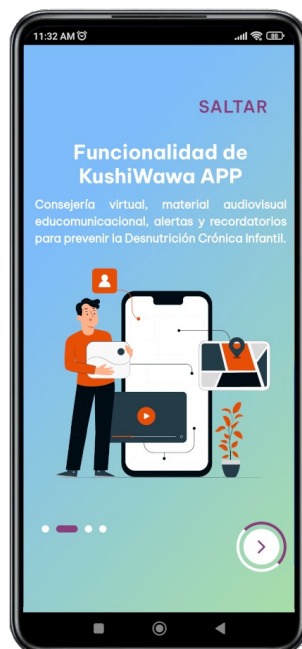 11:32 AM
SALTAR
Funcionalidad de
KushiWawa APP
Consejería virtual, material audiovisual
educomunicacional, alertas y recordatorios
para prevenir la Desnutrición Crónica Infantil.